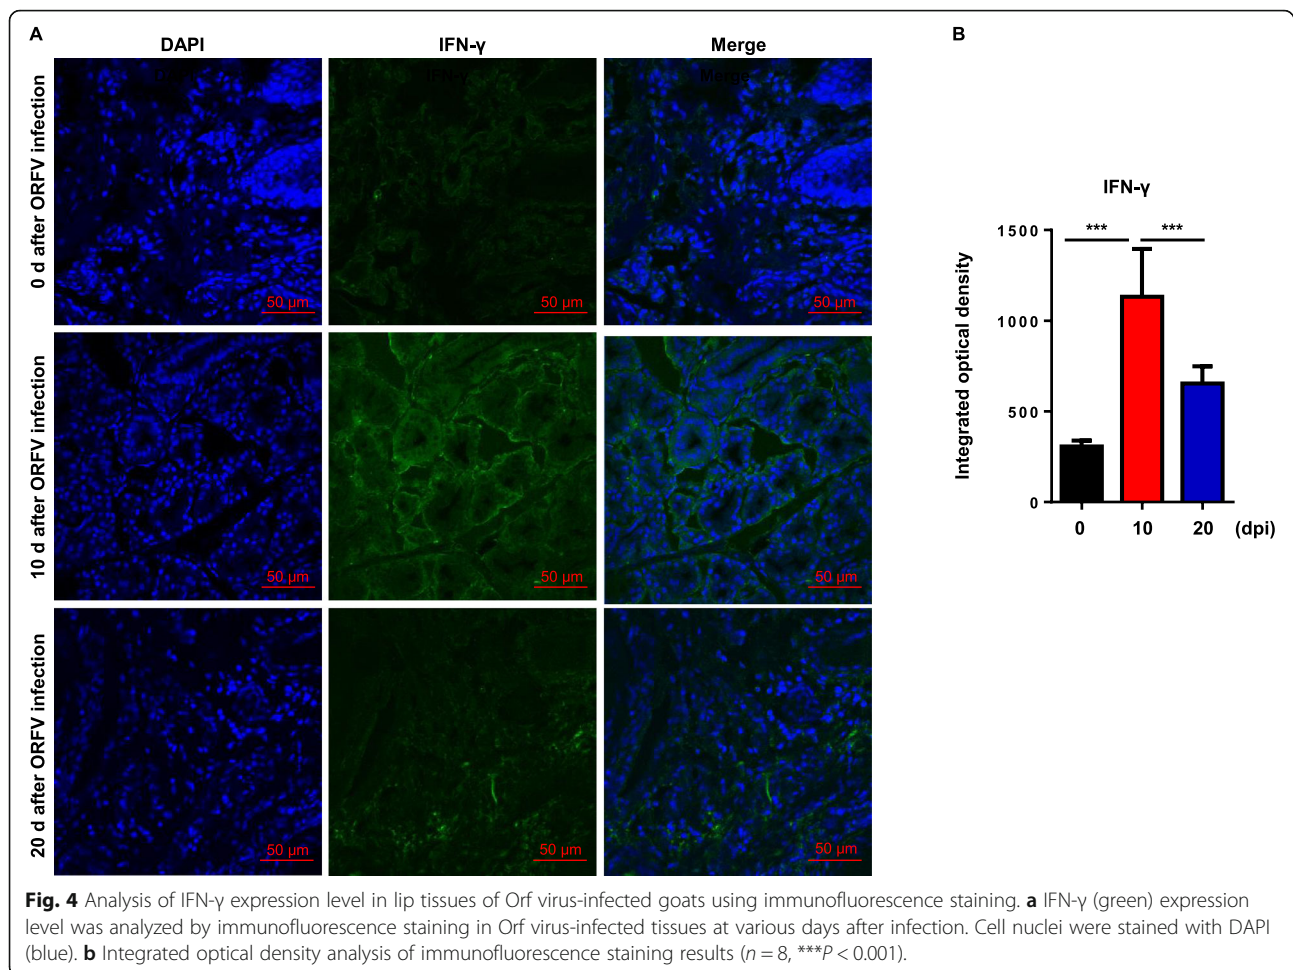 A
DAPI
IFN-γ
Merge
IFN-γ
Merge
0 d after ORFV infection
50 µm
50 µm
50 µm
10 d after ORFV infection
50 µm
50 µm
50 µm
20 d after ORFV infection
50 µm
50 µm
50 µm
B
IFN-γ
Integrated optical density
1500
1000
500
0
***
***
0 10 20 (dpi)
Fig. 4 Analysis of IFN-γ expression level in lip tissues of Orf virus-infected goats using immunofluorescence staining. a IFN-γ (green) expression
level was analyzed by immunofluorescence staining in Orf virus-infected tissues at various days after infection. Cell nuclei were stained with DAPI
(blue). b Integrated optical density analysis of immunofluorescence staining results (n = 8, ***P < 0.001).